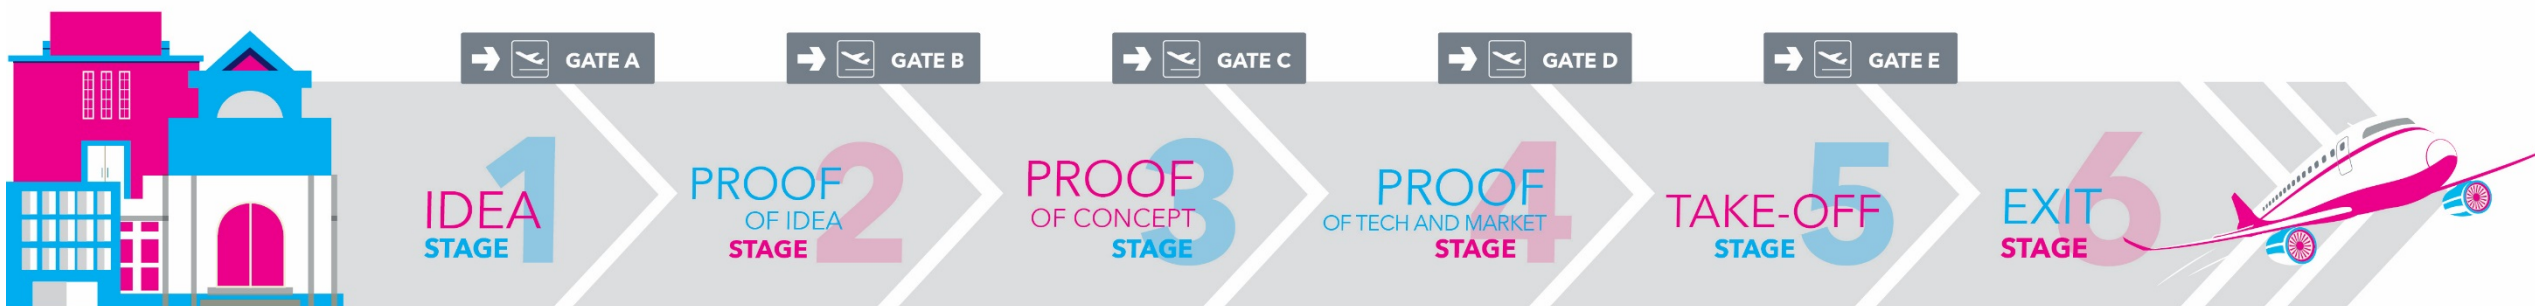 GATE A
GATE B
GATE C
GATE D
GATE E
1
IDEA
STAGE
2
PROOF
OF IDEA
STAGE
3
PROOF
OF CONCEPT
STAGE
4
PROOF
OF TECH AND MARKET
STAGE
5
TAKE-OFF
STAGE
6
EXIT
STAGE